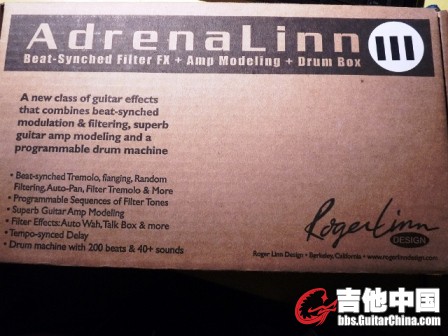 AdrenaLinn III
Beat-Synched Filter FX + Amp Modeling + Drum Box
A new class of guitar effects
that combines beat-synched
modulation & filtering, superb
guitar amp modeling and a
programmable drum machine
• Beat-synced Tremolo, flanging, Random
Filtering, Auto-Pan, Filter Tremolo & More
• Programmable Sequences of Filter Tones
• Superb Guitar Amp Modeling
• Filter Effects: Auto Wah, Talk Box & more
• Tempo-synced Delay
• Drum machine with 200 beats & 40+ sounds
Roger Linn
DESIGN
Roger Linn Design • Berkeley, California • www.rogerlinndesign.com
吉他中国
bbs.GuitarChina.com